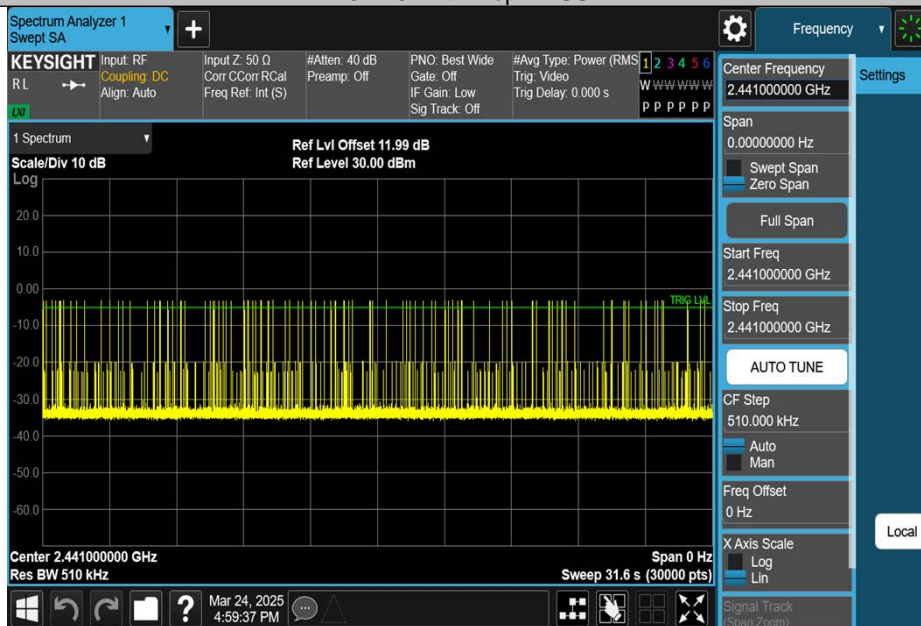 Spectrum Analyzer 1
Swept SA
Frequency
KEYSIGHT
R L
LXI
Input: RF
Coupling: DC
Align: Auto
Input Z: 50 Ω
Corr CCorr RCal
Freq Ref: Int (S)
#Atten: 40 dB
Preamp: Off
PNO: Best Wide
Gate: Off
IF Gain: Low
Sig Track: Off
#Avg Type: Power (RMS
Trig: Video
Trig Delay: 0.000 s
1 2 3 4 5 6
W W W W W W
P P P P P P
1 Spectrum
Scale/Div 10 dB
Ref Lvl Offset 11.99 dB
Ref Level 30.00 dBm
Log
20.0
10.0
0.00
-10.0
-20.0
-30.0
-40.0
-50.0
-60.0
TRIG LVL
Center 2.441000000 GHz
Res BW 510 kHz
Span 0 Hz
Sweep 31.6 s (30000 pts)
Mar 24, 2025
4:59:37 PM
Center Frequency
2.441000000 GHz
Span
0.00000000 Hz
Swept Span
Zero Span
Full Span
Start Freq
2.441000000 GHz
Stop Freq
2.441000000 GHz
AUTO TUNE
CF Step
510.000 kHz
Auto
Man
Freq Offset
0 Hz
X Axis Scale
Log
Lin
Signal Track
(Span Zoom)
Settings
Local